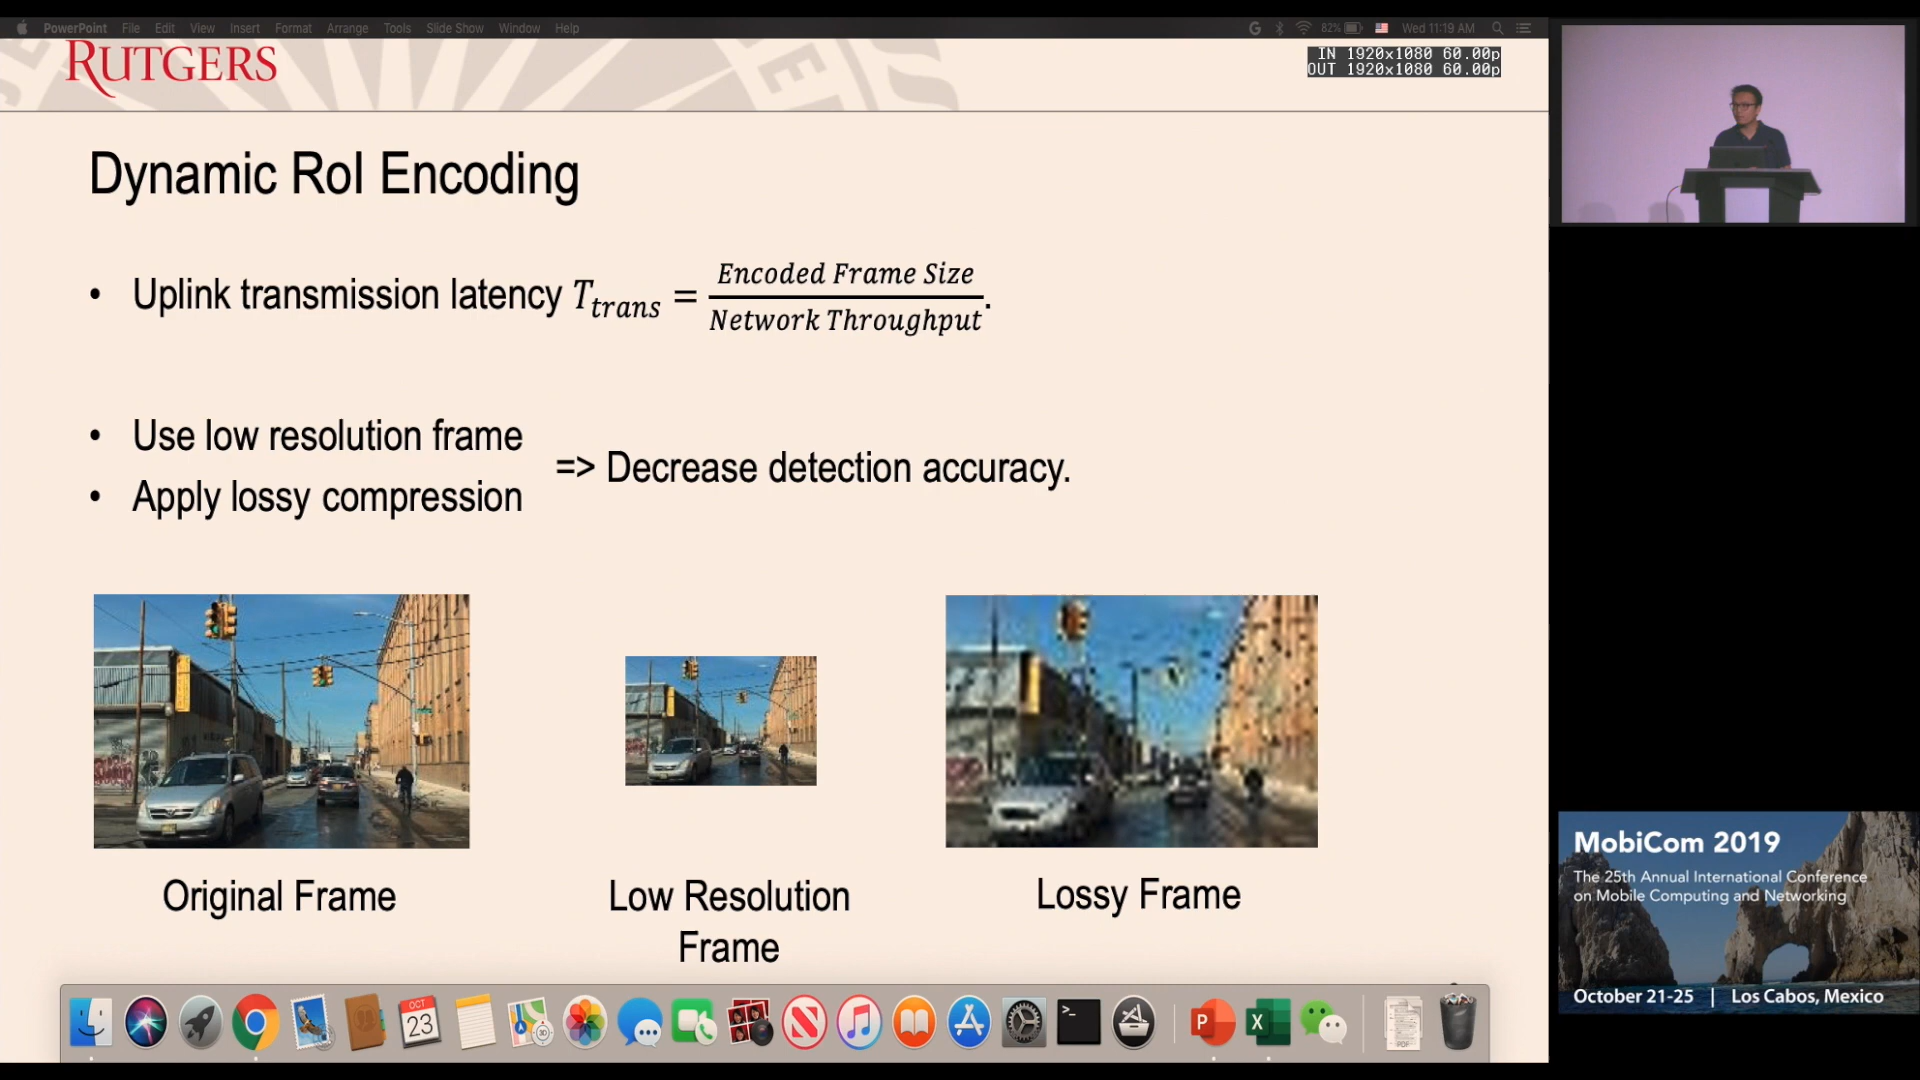 PowerPoint File Edit View Insert Format Arrange Tools Slide Show Window Help
82% Wed 11:19 AM
IN 1920x1080 60.00p
OUT 1920x1080 60.00p
RUTGERS
Dynamic RoI Encoding
• Uplink transmission latency T_trans = Encoded Frame Size / Network Throughput.
• Use low resolution frame
• Apply lossy compression
=> Decrease detection accuracy.
Original Frame
Low Resolution
Frame
Lossy Frame
OCT
23
MobiCom 2019
The 25th Annual International Conference
on Mobile Computing and Networking
October 21-25 | Los Cabos, Mexico